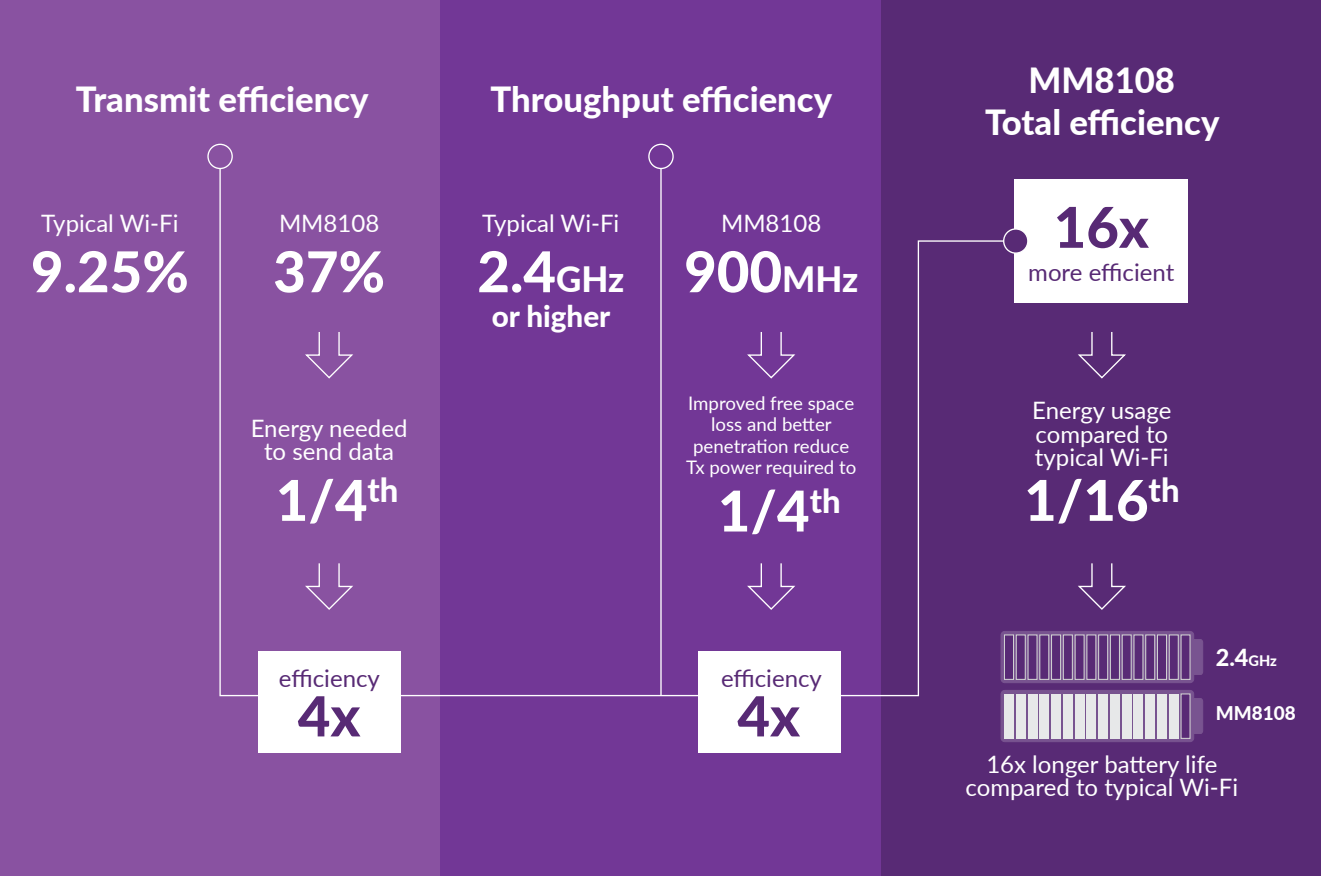 Transmit efficiency
Typical Wi-Fi
9.25%
MM8108
37%
Energy needed
to send data
1/4th
efficiency
4x
Throughput efficiency
Typical Wi-Fi
2.4GHz
or higher
MM8108
900MHz
Improved free space
loss and better
penetration reduce
Tx power required to
1/4th
efficiency
4x
MM8108
Total efficiency
16x
more efficient
Energy usage
compared to
typical Wi-Fi
1/16th
2.4GHz
MM8108
16x longer battery life
compared to typical Wi-Fi